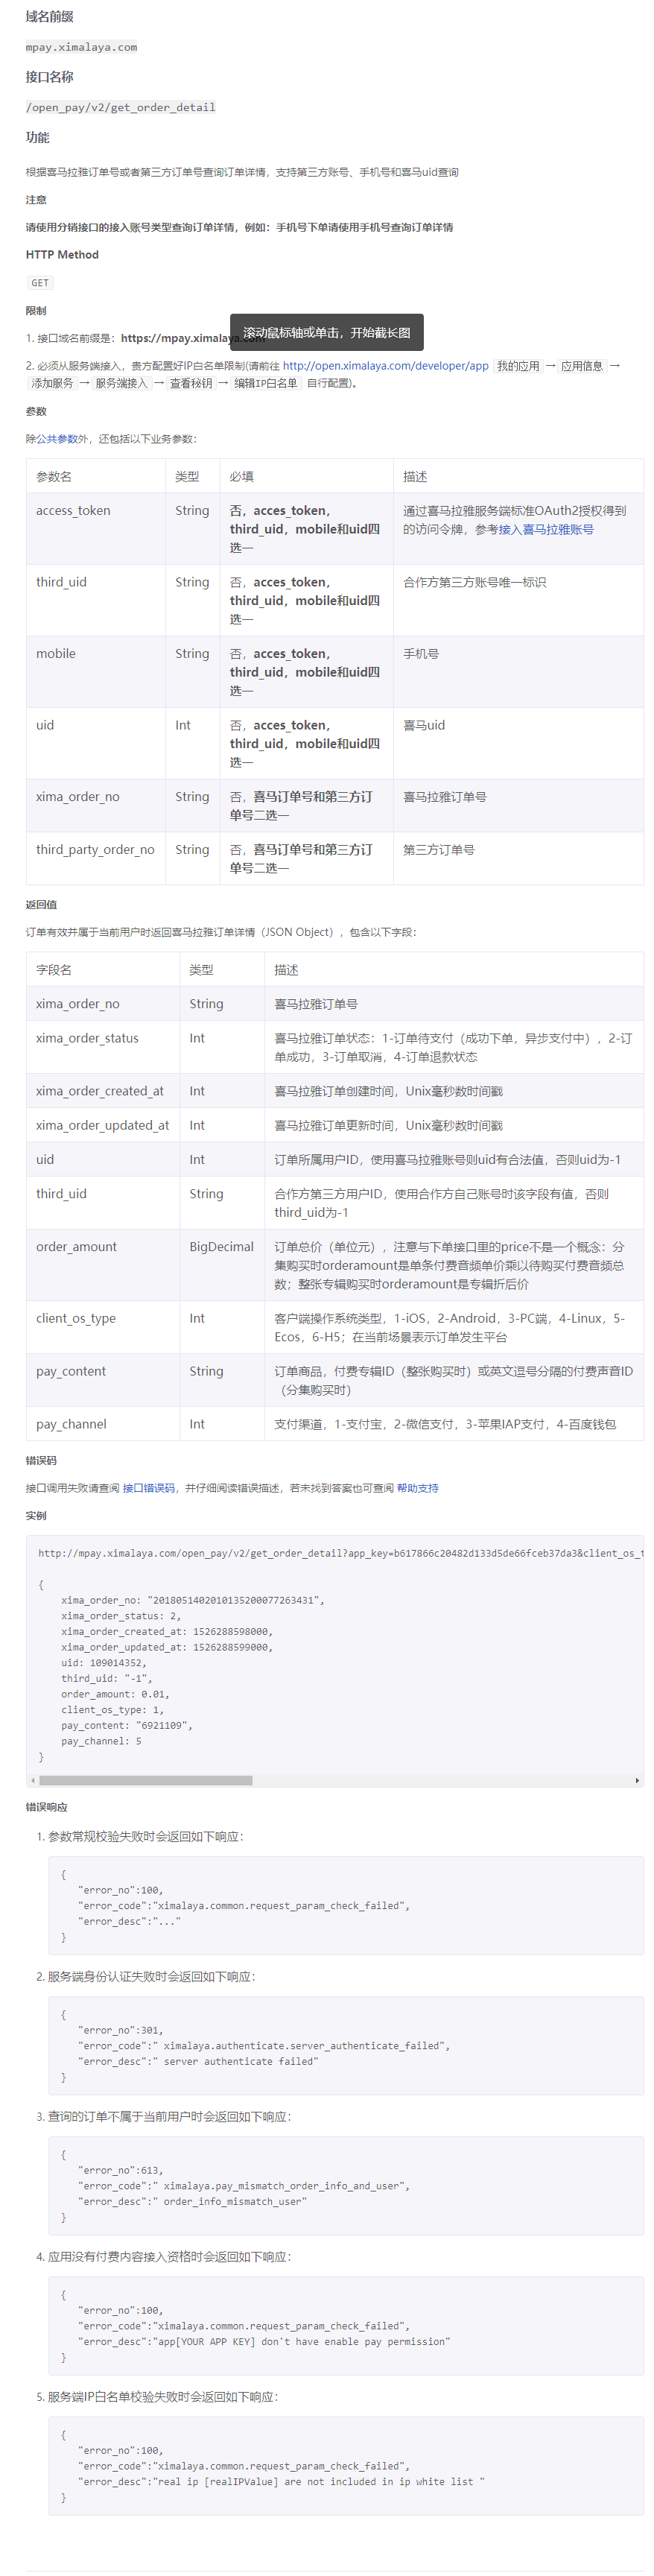 域名前缀
mpay.ximalaya.com
接口名称
/open_pay/v2/get_order_detail
功能
根据喜马拉雅订单号或者第三方订单号查询订单详情，支持第三方账号、手机号和喜马uid查询
注意
请使用分销接口的接入账号类型查询订单详情，例如：手机号下单请使用手机号查询订单详情
HTTP Method
GET
限制
1. 接口域名前缀是：https://mpay.ximalaya.com
滚动鼠标轴或单击，开始截长图
2. 必须从服务端接入，贵方配置好IP白名单限制(请前往 http://open.ximalaya.com/developer/app 我的应用 → 应用信息 →
添加服务 → 服务端接入 → 查看秘钥 → 编辑IP白名单 自行配置)。
参数
除公共参数外，还包括以下业务参数：
参数名 类型 必填 描述
access_token String 否，acces_token， 通过喜马拉雅服务端标准OAuth2授权得到
third_uid，mobile和uid四 的访问令牌，参考接入喜马拉雅账号
选一
third_uid String 否，acces_token， 合作方第三方账号唯一标识
third_uid，mobile和uid四
选一
mobile String 否，acces_token， 手机号
third_uid，mobile和uid四
选一
uid Int 否，acces_token， 喜马uid
third_uid，mobile和uid四
选一
xima_order_no String 否，喜马订单号和第三方订 喜马拉雅订单号
单号二选一
third_party_order_no String 否，喜马订单号和第三方订 第三方订单号
单号二选一
返回值
订单有效并属于当前用户时返回喜马拉雅订单详情（JSON Object），包含以下字段：
字段名 类型 描述
xima_order_no String 喜马拉雅订单号
xima_order_status Int 喜马拉雅订单状态：1-订单待支付（成功下单，异步支付中），2-订
单成功，3-订单取消，4-订单退款状态
xima_order_created_at Int 喜马拉雅订单创建时间，Unix毫秒数时间戳
xima_order_updated_at Int 喜马拉雅订单更新时间，Unix毫秒数时间戳
uid Int 订单所属用户ID，使用喜马拉雅账号则uid有合法值，否则uid为-1
third_uid String 合作方第三方用户ID，使用合作方自己账号时该字段有值，否则
third_uid为-1
order_amount BigDecimal 订单总价（单位元），注意与下单接口里的price不是一个概念：分
集购买时orderamount是单条付费音频单价乘以待购买付费音频总
数；整张专辑购买时orderamount是专辑折后价
client_os_type Int 客户端操作系统类型，1-iOS，2-Android，3-PC端，4-Linux，5-
Ecos，6-H5；在当前场景表示订单发生平台
pay_content String 订单商品，付费专辑ID（整张购买时）或英文逗号分隔的付费声音ID
（分集购买时）
pay_channel Int 支付渠道，1-支付宝，2-微信支付，3-苹果IAP支付，4-百度钱包
错误码
接口调用失败请查阅 接口错误码，并仔细阅读错误描述，若未找到答案也可查阅 帮助支持
实例
http://mpay.ximalaya.com/open_pay/v2/get_order_detail?app_key=b617866c20482d133d5de66fceb37da3&client_os_t
{
xima_order_no: "2018051402010135200077263431",
xima_order_status: 2,
xima_order_created_at: 1526288598000,
xima_order_updated_at: 1526288599000,
uid: 109014352,
third_uid: "-1",
order_amount: 0.01,
client_os_type: 1,
pay_content: "6921109",
pay_channel: 5
}
错误响应
1. 参数常规校验失败时会返回如下响应：
{
"error_no":100,
"error_code":"ximalaya.common.request_param_check_failed",
"error_desc":"..."
}
2. 服务端身份认证失败时会返回如下响应：
{
"error_no":301,
"error_code":" ximalaya.authenticate.server_authenticate_failed",
"error_desc":" server authenticate failed"
}
3. 查询的订单不属于当前用户时会返回如下响应：
{
"error_no":613,
"error_code":" ximalaya.pay_mismatch_order_info_and_user",
"error_desc":" order_info_mismatch_user"
}
4. 应用没有付费内容接入资格时会返回如下响应：
{
"error_no":100,
"error_code":"ximalaya.common.request_param_check_failed",
"error_desc":"app[YOUR APP KEY] don't have enable pay permission"
}
5. 服务端IP白名单校验失败时会返回如下响应：
{
"error_no":100,
"error_code":"ximalaya.common.request_param_check_failed",
"error_desc":"real ip [realIPValue] are not included in ip white list "
}